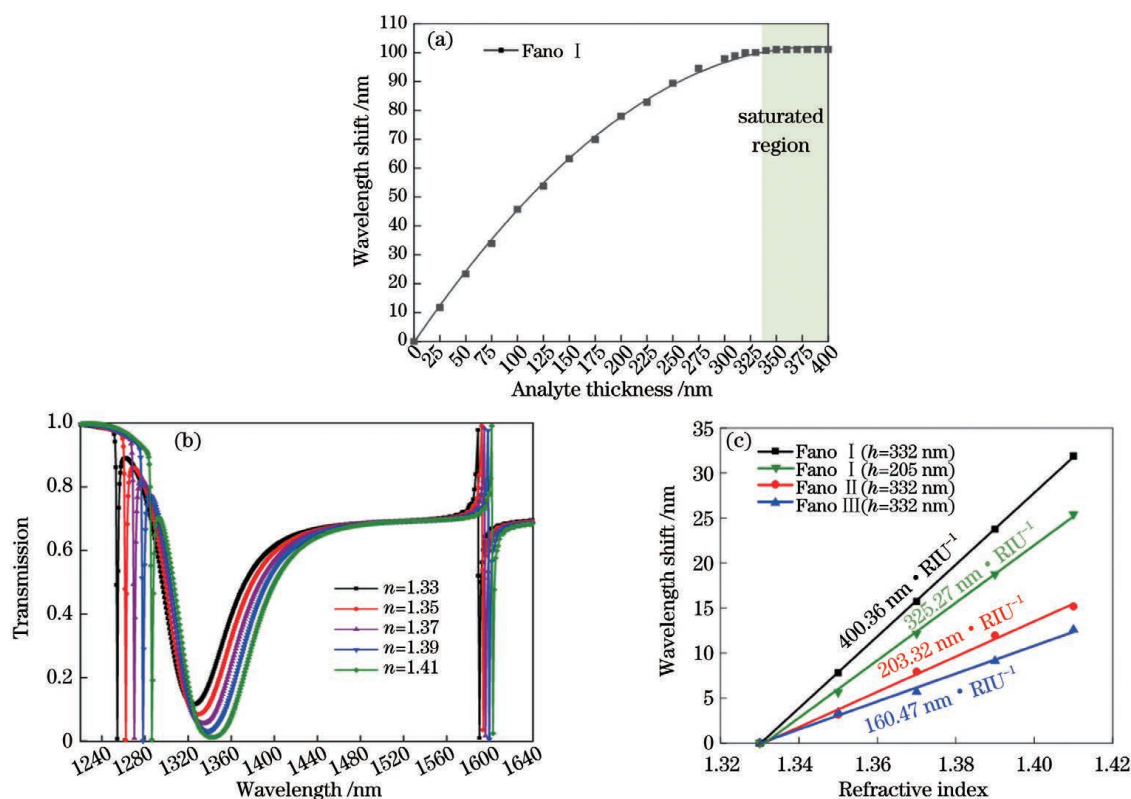 (a)
Fano Ⅰ
saturated
region
Wavelength shift /nm
110
100
90
80
70
60
50
40
30
20
10
0
0 25 50 75 100 125 150 175 200 225 250 275 300 325 350 375 400
Analyte thickness /nm
(b)
Transmission
1.0
0.8
0.6
0.4
0.2
0
n=1.33
n=1.35
n=1.37
n=1.39
n=1.41
1240 1280 1320 1360 1400 1440 1480 1520 1560 1600 1640
Wavelength /nm
(c)
Fano Ⅰ (h=332 nm)
Fano Ⅰ (h=205 nm)
Fano Ⅱ (h=332 nm)
Fano Ⅲ(h=332 nm)
Wavelength shift /nm
35
30
25
20
15
10
5
0
400.36 nm • RIU⁻¹
325.27 nm • RIU⁻¹
203.32 nm • RIU⁻¹
160.47 nm • RIU⁻¹
1.32 1.34 1.36 1.38 1.40 1.42
Refractive index